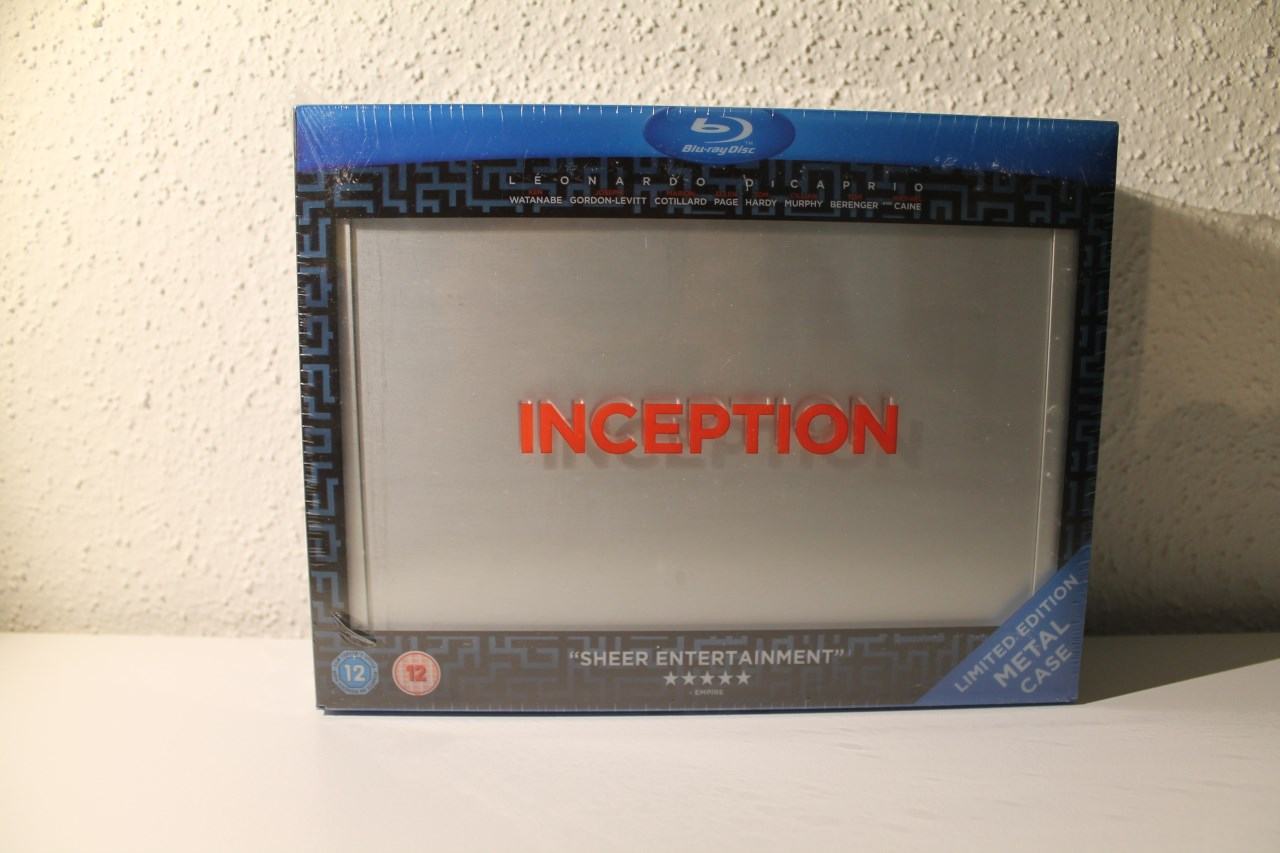 Blu-ray Disc
LEONARDO DICAPRIO
WATANABE GORDON-LEVITT COTILLARD PAGE HARDY MURPHY BERENGER CAINE
INCEPTION
LIMITED-EDITION
METAL
CASE
12
12
“SHEER ENTERTAINMENT”
★★★★★
- EMPIRE